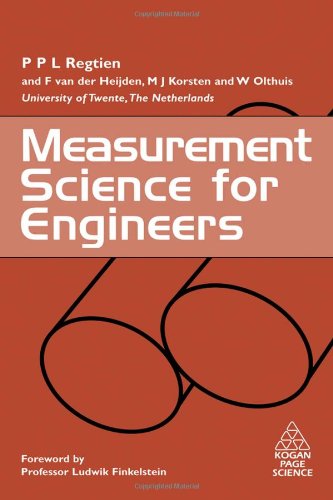 P P L Regtien
and F van der Heijden, M J Korsten and W Olthuis
University of Twente, The Netherlands
Measurement
Science for
Engineers
Foreword by
Professor Ludwik Finkelstein
KOGAN
PAGE
SCIENCE